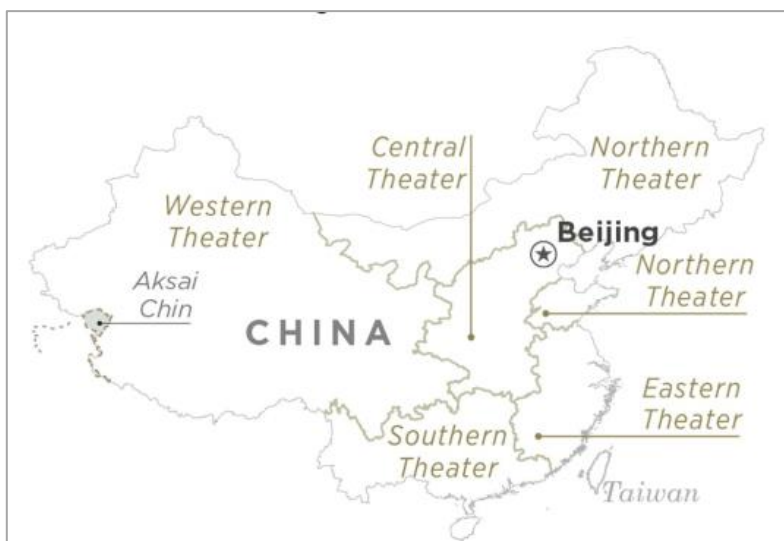 Central
Theater
Northern
Theater
Western
Theater
Beijing
Northern
Theater
Aksai
Chin
CHINA
Eastern
Theater
Southern
Theater
Taiwan